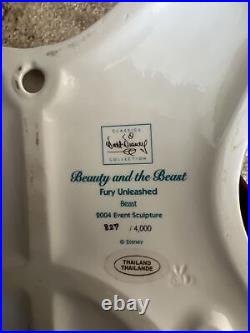 CLASSICS
Walt Disney
COLLECTION
Beauty and the Beast
Fury Unleashed
Beast
2004 Event Sculpture
827 / 4,000
© Disney
THAILAND
THAILANDE